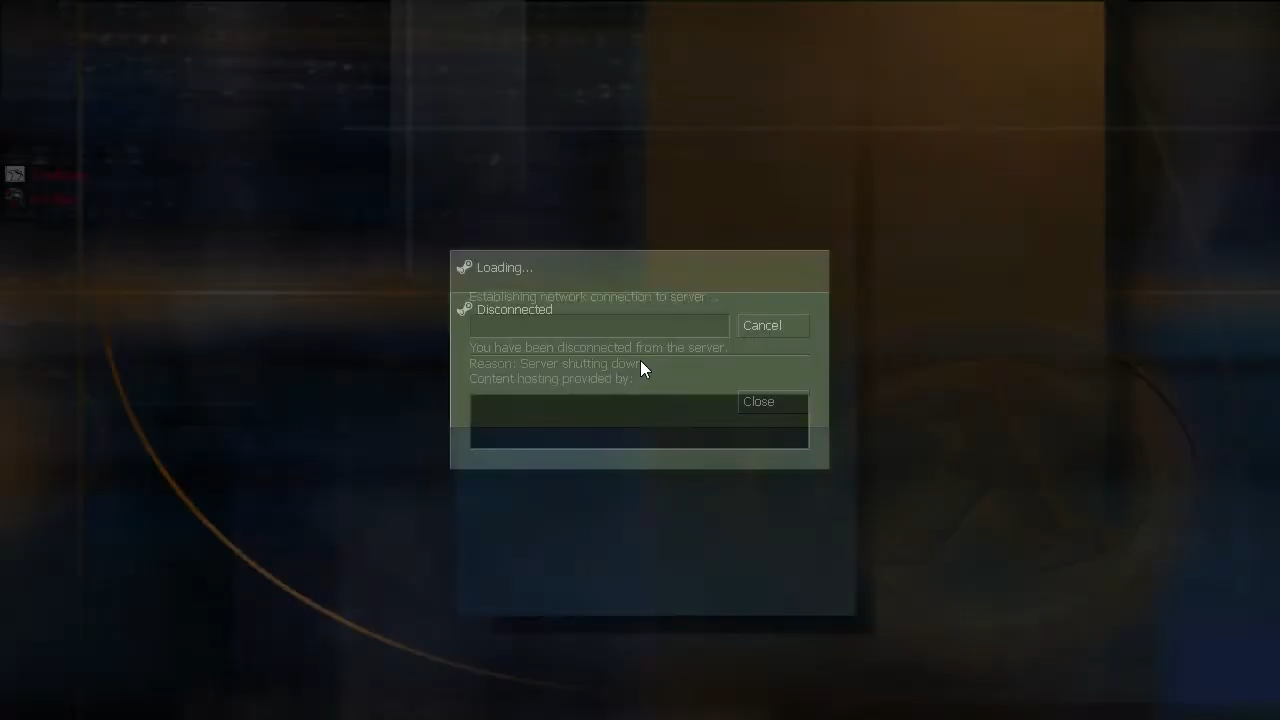 Loading...
Establishing network connection to server...
Disconnected
Cancel
You have been disconnected from the server.
Reason: Server shutting down
Content hosting provided by:
Close